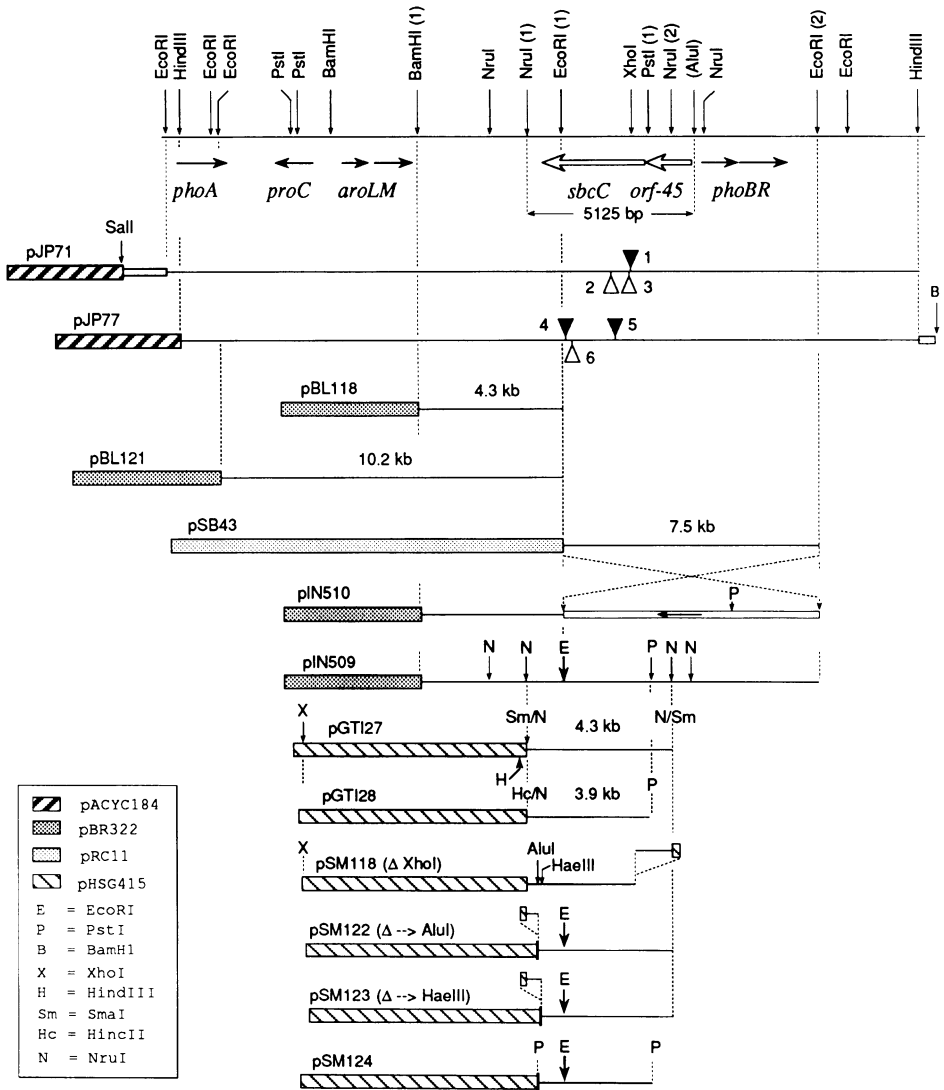 EcoRI HindIII EcoRI EcoRI PstI PstI BamHI BamHI (1) NruI NruI (1) EcoRI (1) XhoI PstI (1) NruI (2) (AluI) NruI EcoRI (2) EcoRI HindIII
phoA proC aroLM sbcC orf-45 phoBR
5125 bp
SalI
pJP71 1
2 3
B
pJP77 4 5
6
pBL118 4.3 kb
pBL121 10.2 kb
pSB43 7.5 kb
pIN510 P
pIN509 N N E P N N
X Sm/N N/Sm
pGTI27 4.3 kb
H
pGTI28 Hc/N 3.9 kb P
X AluI
pSM118 (Δ XhoI) HaeIII
E
pSM122 (Δ --> AluI)
E
pSM123 (Δ --> HaeIII)
P E P
pSM124
pACYC184
pBR322
pRC11
pHSG415
E = EcoRI
P = PstI
B = BamH1
X = XhoI
H = HindIII
Sm = SmaI
Hc = HincII
N = NruI